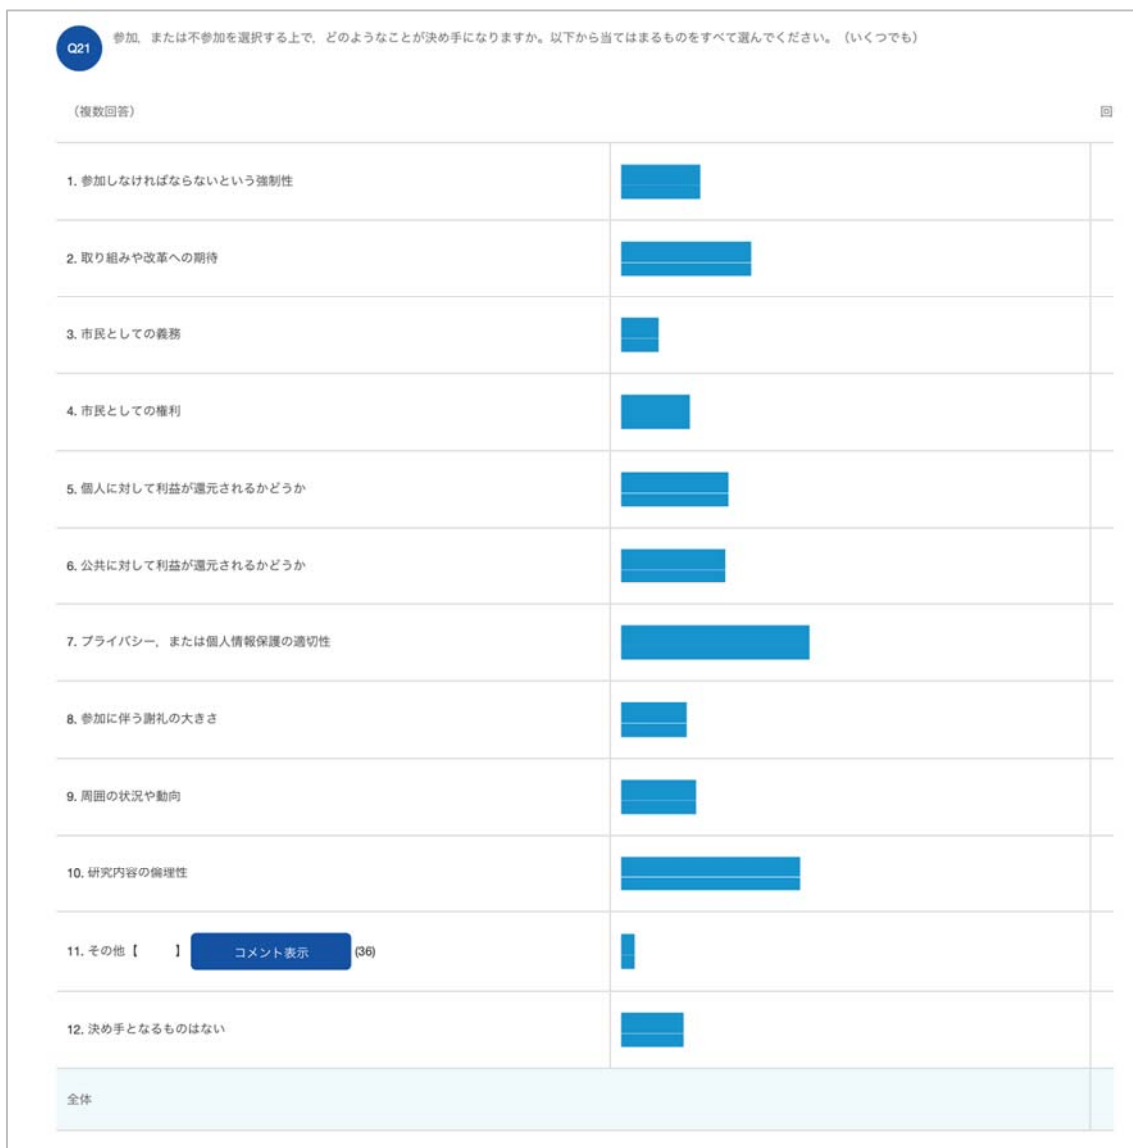 Q21 参加，または不参加を選択する上で，どのようなことが決め手になりますか。以下から当てはまるものをすべて選んでください。（いくつでも）
（複数回答） 回
1. 参加しなければならないという強制性
2. 取り組みや改革への期待
3. 市民としての義務
4. 市民としての権利
5. 個人に対して利益が還元されるかどうか
6. 公共に対して利益が還元されるかどうか
7. プライバシー，または個人情報保護の適切性
8. 参加に伴う謝礼の大きさ
9. 周囲の状況や動向
10. 研究内容の倫理性
11. その他【　　　】 コメント表示 (36)
12. 決め手となるものはない
全体